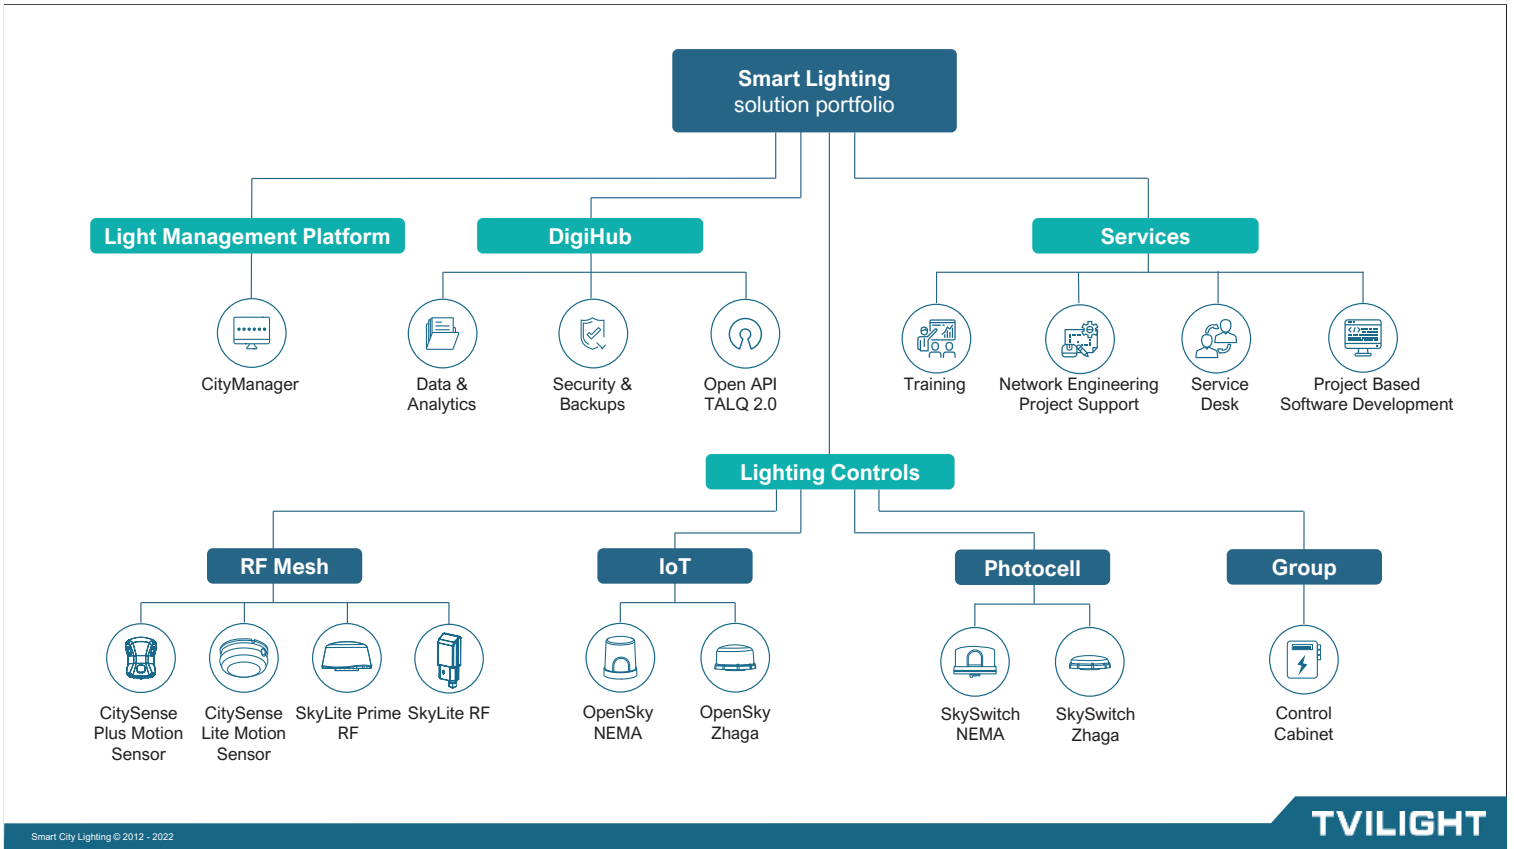 Smart Lighting
solution portfolio
Light Management Platform
DigiHub
Services
CityManager
Data &
Analytics
Security &
Backups
Open API
TALQ 2.0
Training
Network Engineering
Project Support
Service
Desk
Project Based
Software Development
Lighting Controls
RF Mesh
IoT
Photocell
Group
CitySense
Plus Motion
Sensor
CitySense
Lite Motion
Sensor
SkyLite Prime
RF
SkyLite RF
OpenSky
NEMA
OpenSky
Zhaga
SkySwitch
NEMA
SkySwitch
Zhaga
Control
Cabinet
Smart City Lighting © 2012 - 2022
TVILIGHT